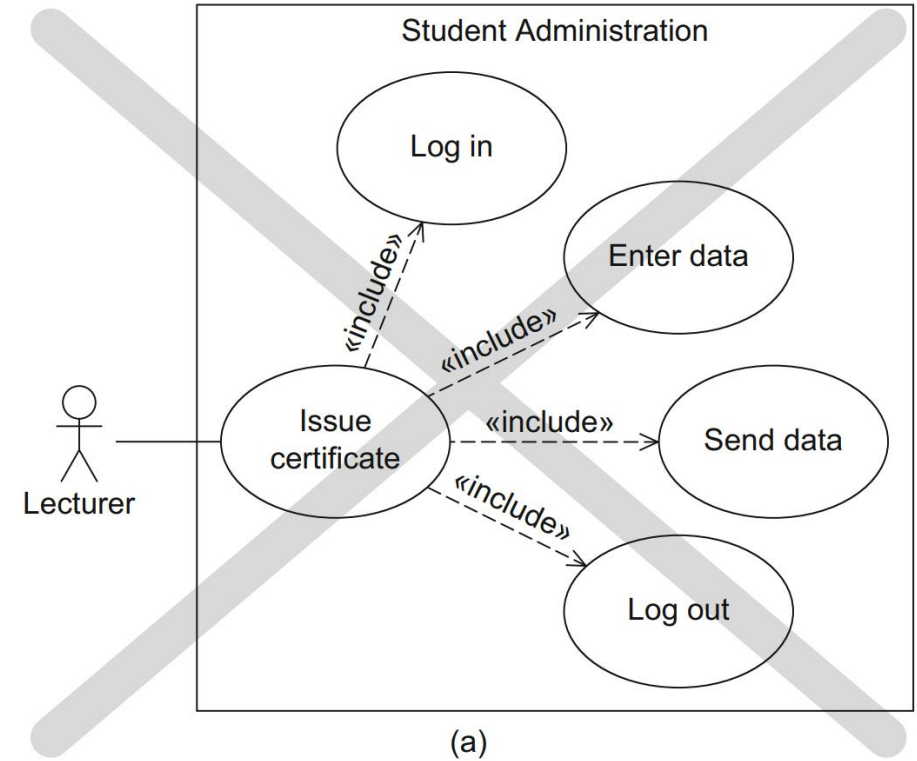 Student Administration
Log in
«include»
Enter data
«include»
Issue
certificate
«include»
Send data
Lecturer
«include»
Log out
(a)